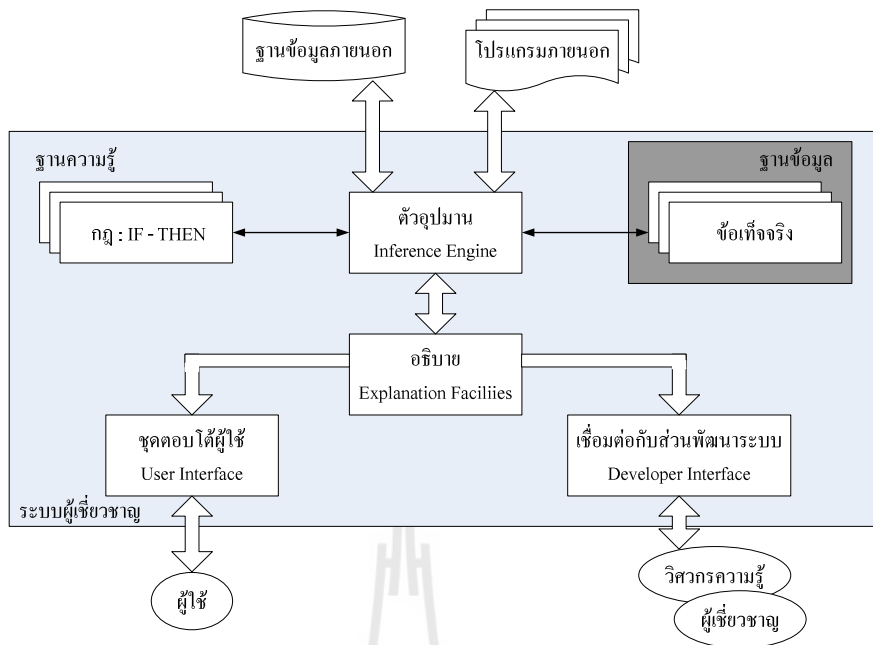 ฐานข้อมูลภายนอก
โปรแกรมภายนอก
ฐานความรู้
ฐานข้อมูล
กฎ : IF - THEN
ตัวอุปมาน
Inference Engine
ข้อเท็จจริง
อธิบาย
Explanation Faciliies
ชุดตอบโต้ผู้ใช้
User Interface
เชื่อมต่อกับส่วนพัฒนาระบบ
Developer Interface
ระบบผู้เชี่ยวชาญ
ผู้ใช้
วิศวกรความรู้
ผู้เชี่ยวชาญ